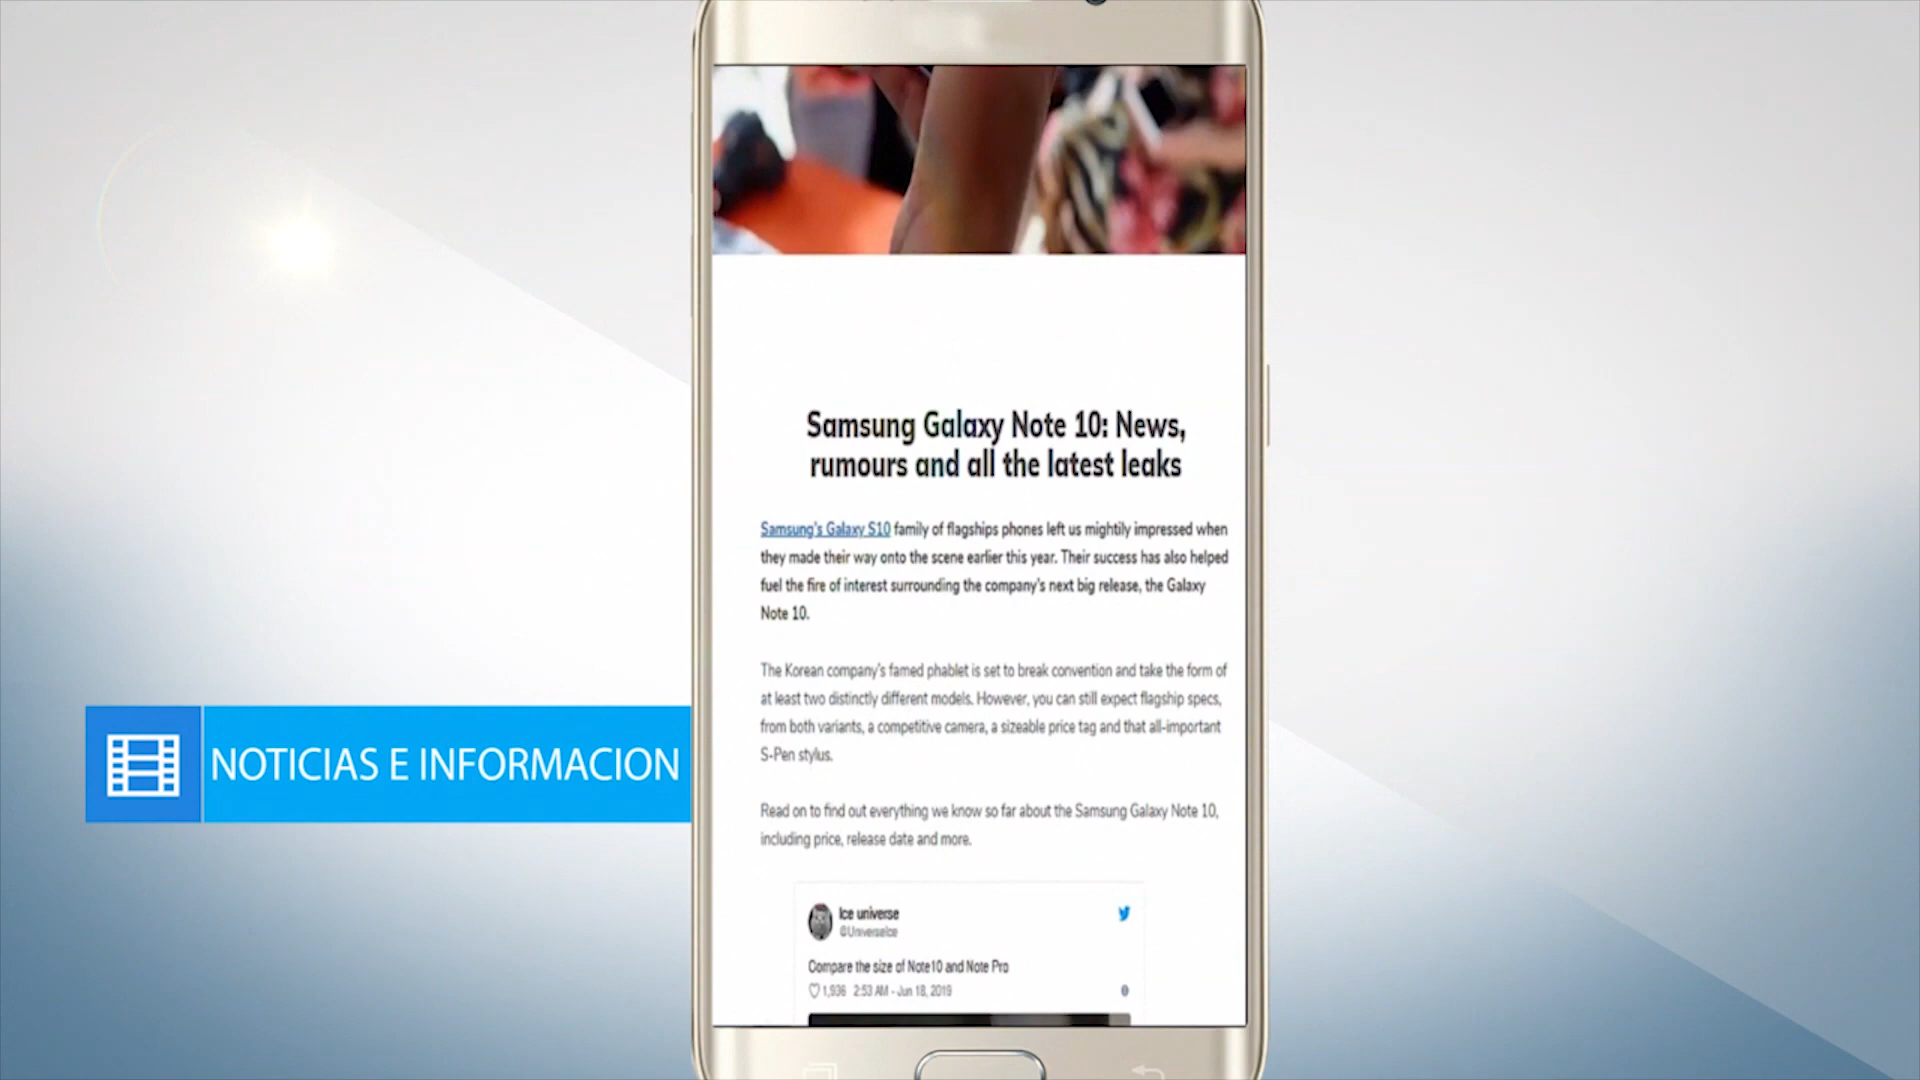 Samsung Galaxy Note 10: News,
rumours and all the latest leaks
Samsung's Galaxy S10 family of flagships phones left us mightily impressed when
they made their way onto the scene earlier this year. Their success has also helped
fuel the fire of interest surrounding the company's next big release, the Galaxy
Note 10.
The Korean company's famed phablet is set to break convention and take the form of
at least two distinctly different models. However, you can still expect flagship specs,
from both variants, a competitive camera, a sizeable price tag and that all-important
S-Pen stylus.
NOTICIAS E INFORMACION
Read on to find out everything we know so far about the Samsung Galaxy Note 10,
including price, release date and more.
Ice universe
@UniverseIce
Compare the size of Note10 and Note Pro
1,936 2:53 AM - Jun 18, 2019